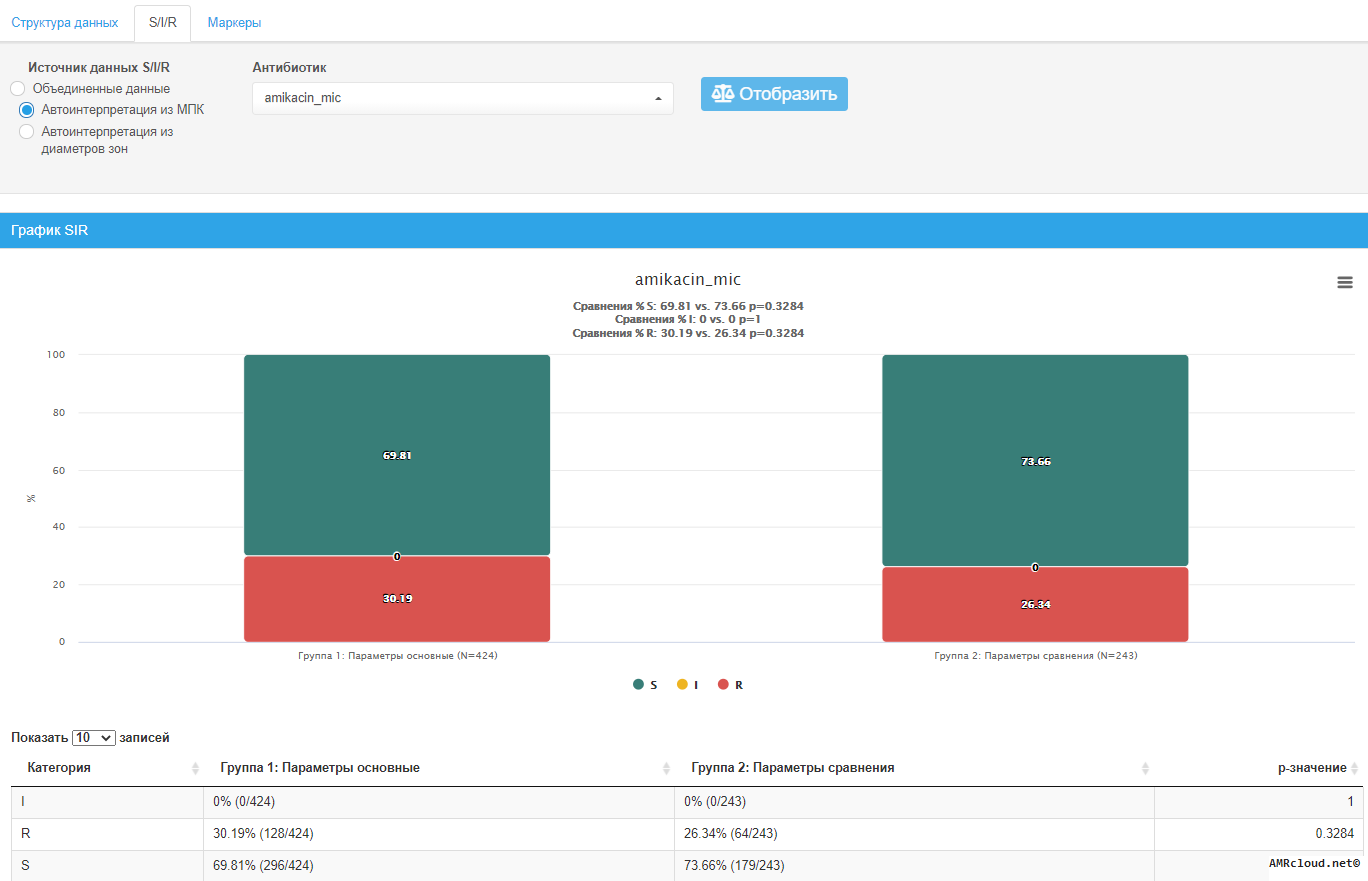 Структура данных S/I/R Маркеры
Источник данных S/I/R
Объединенные данные
Автоинтерпретация из МПК
Автоинтерпретация из
диаметров зон
Антибиотик
amikacin_mic
Отобразить
График SIR
amikacin_mic
Сравнения % S: 69.81 vs. 73.66 p=0.3284
Сравнения % I: 0 vs. 0 p=1
Сравнения % R: 30.19 vs. 26.34 p=0.3284
100
80
60
40
20
0
%
69.81
0
30.19
73.66
0
26.34
Группа 1: Параметры основные (N=424)
Группа 2: Параметры сравнения (N=243)
S I R
Показать 10 записей
Категория Группа 1: Параметры основные Группа 2: Параметры сравнения p-значение
I 0% (0/424) 0% (0/243) 1
R 30.19% (128/424) 26.34% (64/243) 0.3284
S 69.81% (296/424) 73.66% (179/243)
AMRcloud.net©